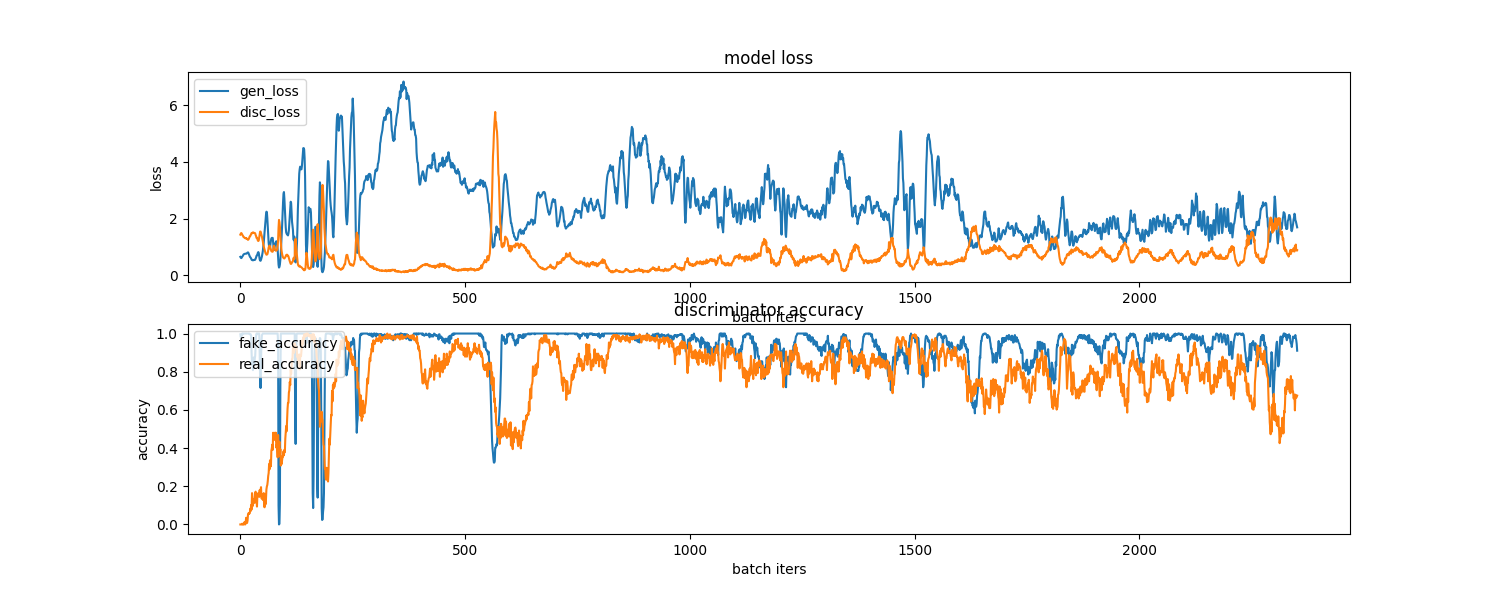 model loss
gen_loss
disc_loss
loss
6
4
2
0
0
500
1000
1500
2000
batch iters
discriminator accuracy
fake_accuracy
real_accuracy
accuracy
1.0
0.8
0.6
0.4
0.2
0.0
0
500
1000
1500
2000
batch iters